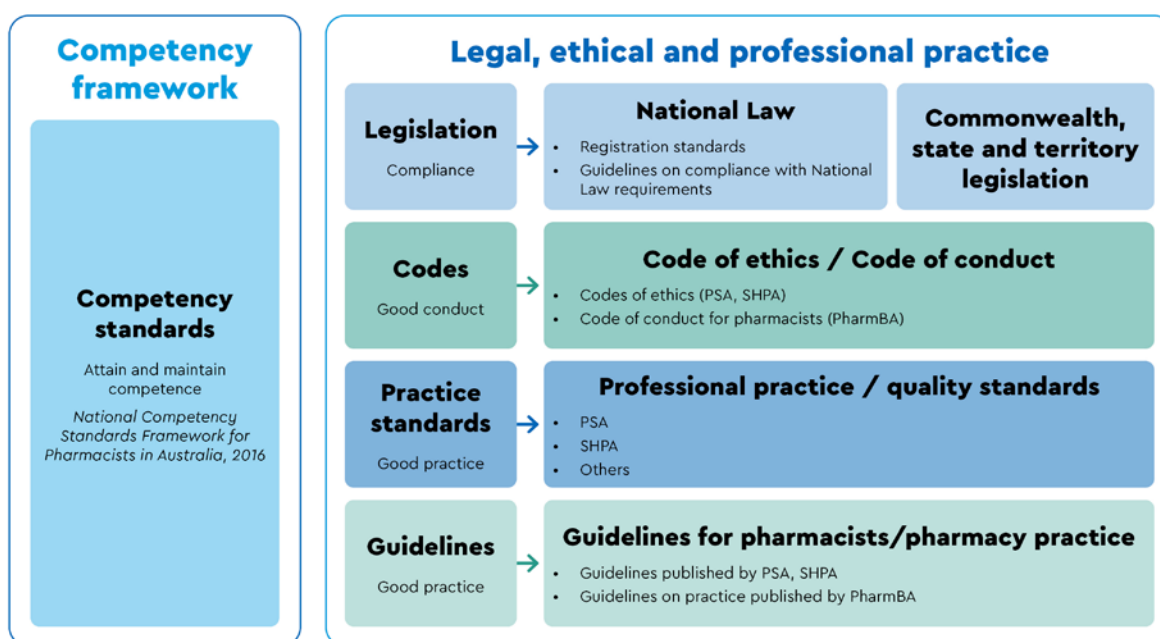 Competency
framework
Competency
standards
Attain and maintain
competence
National Competency
Standards Framework for
Pharmacists in Australia, 2016
Legal, ethical and professional practice
Legislation
Compliance
National Law
• Registration standards
• Guidelines on compliance with National
Law requirements
Commonwealth,
state and territory
legislation
Codes
Good conduct
Code of ethics / Code of conduct
• Codes of ethics (PSA, SHPA)
• Code of conduct for pharmacists (PharmBA)
Practice
standards
Good practice
Professional practice / quality standards
• PSA
• SHPA
• Others
Guidelines
Good practice
Guidelines for pharmacists/pharmacy practice
• Guidelines published by PSA, SHPA
• Guidelines on practice published by PharmBA